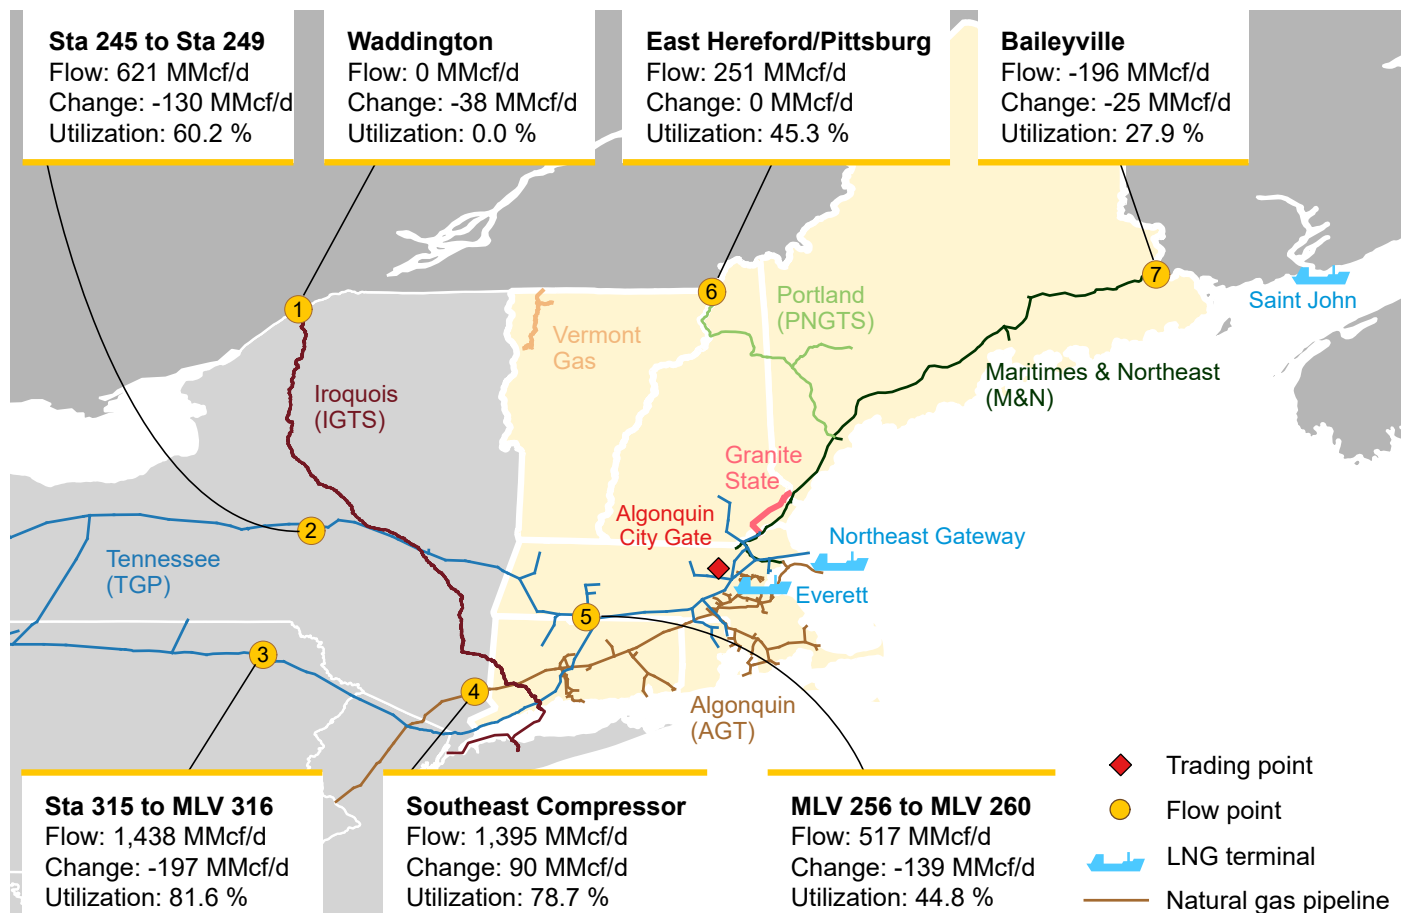 Sta 245 to Sta 249
Flow: 621 MMcf/d
Change: -130 MMcf/d
Utilization: 60.2 %
Waddington
Flow: 0 MMcf/d
Change: -38 MMcf/d
Utilization: 0.0 %
East Hereford/Pittsburg
Flow: 251 MMcf/d
Change: 0 MMcf/d
Utilization: 45.3 %
Baileyville
Flow: -196 MMcf/d
Change: -25 MMcf/d
Utilization: 27.9 %
1
6
7
Saint John
Portland
(PNGTS)
Vermont
Gas
Maritimes & Northeast
(M&N)
Iroquois
(IGTS)
Granite
State
Algonquin
City Gate
2
Northeast Gateway
Tennessee
(TGP)
Everett
5
3
4
Algonquin
(AGT)
Sta 315 to MLV 316
Flow: 1,438 MMcf/d
Change: -197 MMcf/d
Utilization: 81.6 %
Southeast Compressor
Flow: 1,395 MMcf/d
Change: 90 MMcf/d
Utilization: 78.7 %
MLV 256 to MLV 260
Flow: 517 MMcf/d
Change: -139 MMcf/d
Utilization: 44.8 %
Trading point
Flow point
LNG terminal
Natural gas pipeline